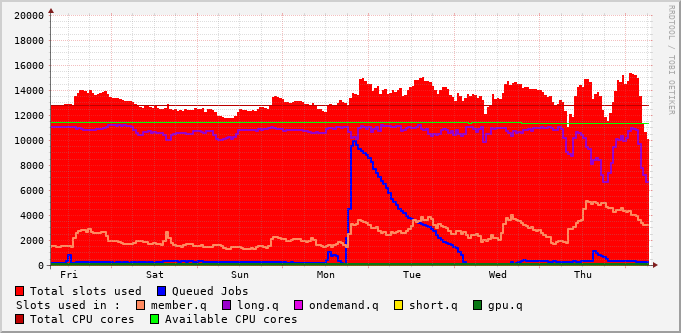 20000
18000
16000
14000
12000
10000
8000
6000
4000
2000
0
Fri Sat Sun Mon Tue Wed Thu
RRDTOOL / TOBI OETIKER
Total slots used Queued Jobs
Slots used in : member.q long.q ondemand.q short.q gpu.q
Total CPU cores Available CPU cores